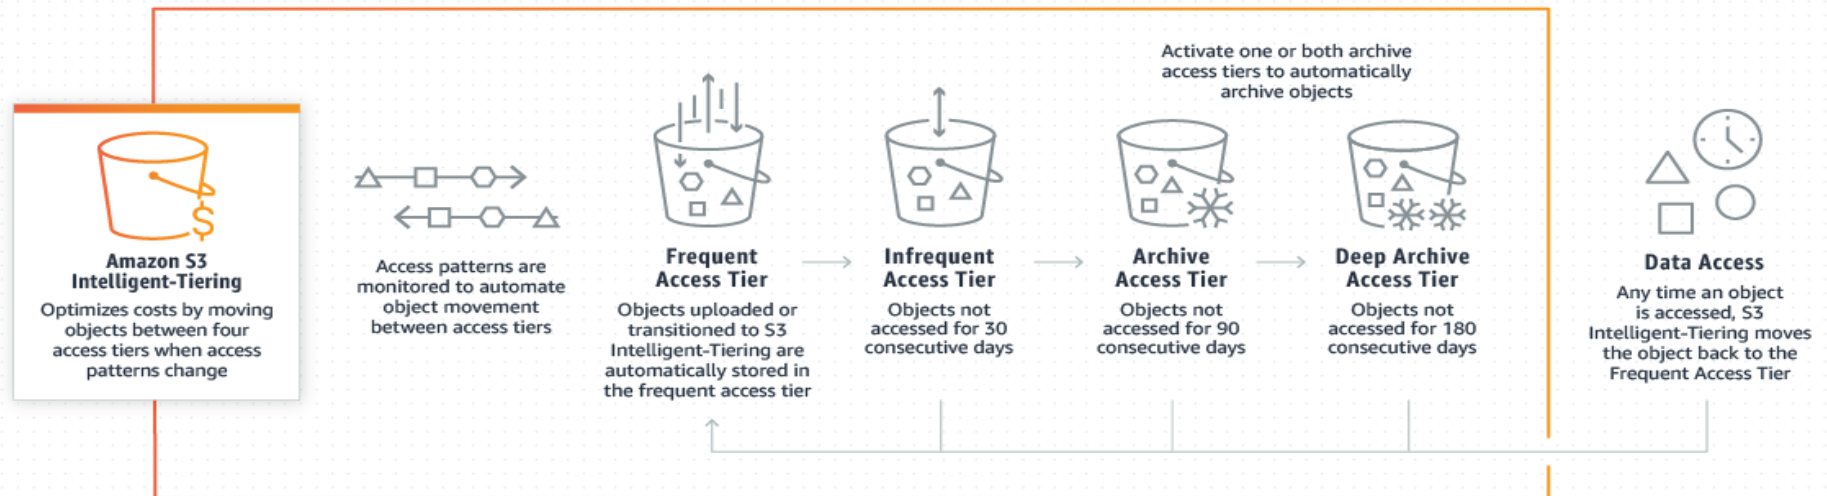 Amazon S3
Intelligent-Tiering
Optimizes costs by moving
objects between four
access tiers when access
patterns change
Access patterns are
monitored to automate
object movement
between access tiers
Frequent
Access Tier
Objects uploaded or
transitioned to S3
Intelligent-Tiering are
automatically stored in
the frequent access tier
Infrequent
Access Tier
Objects not
accessed for 30
consecutive days
Activate one or both archive
access tiers to automatically
archive objects
Archive
Access Tier
Objects not
accessed for 90
consecutive days
Deep Archive
Access Tier
Objects not
accessed for 180
consecutive days
Data Access
Any time an object
is accessed, S3
Intelligent-Tiering moves
the object back to the
Frequent Access Tier